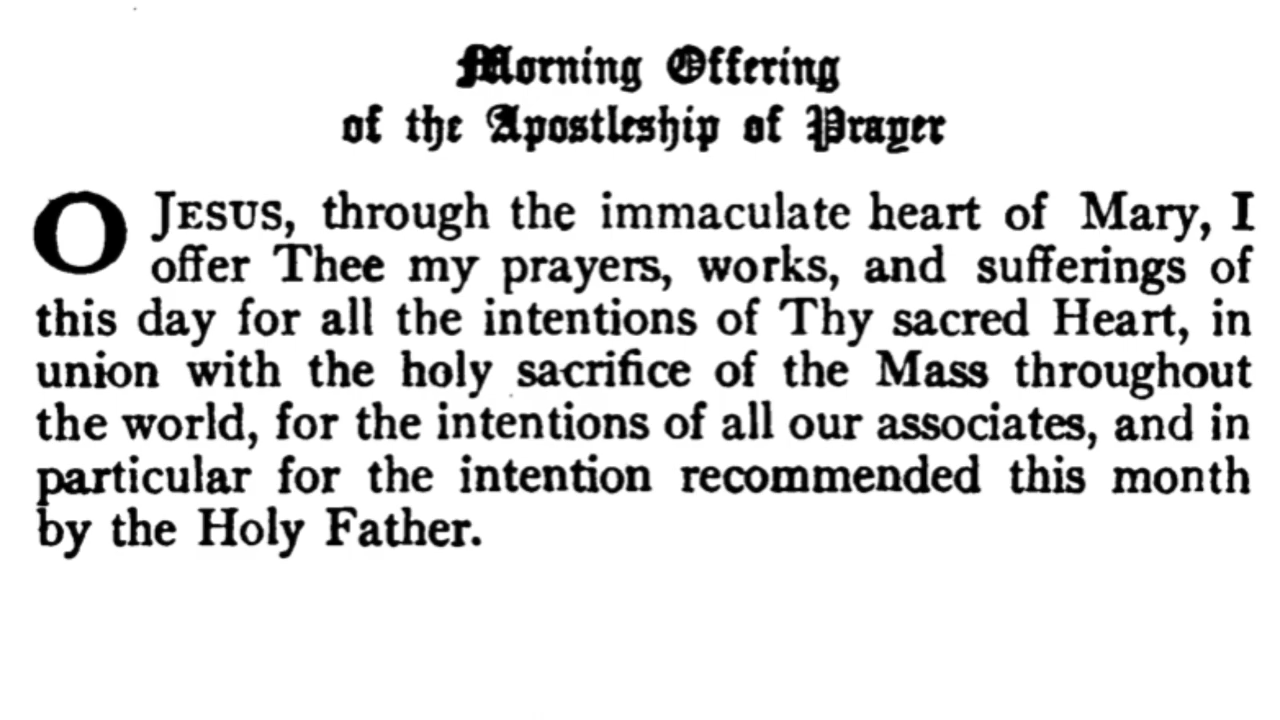 Morning Offering
of the Apostleship of Prayer
O JESUS, through the immaculate heart of Mary, I
offer Thee my prayers, works, and sufferings of
this day for all the intentions of Thy sacred Heart, in
union with the holy sacrifice of the Mass throughout
the world, for the intentions of all our associates, and in
particular for the intention recommended this month
by the Holy Father.